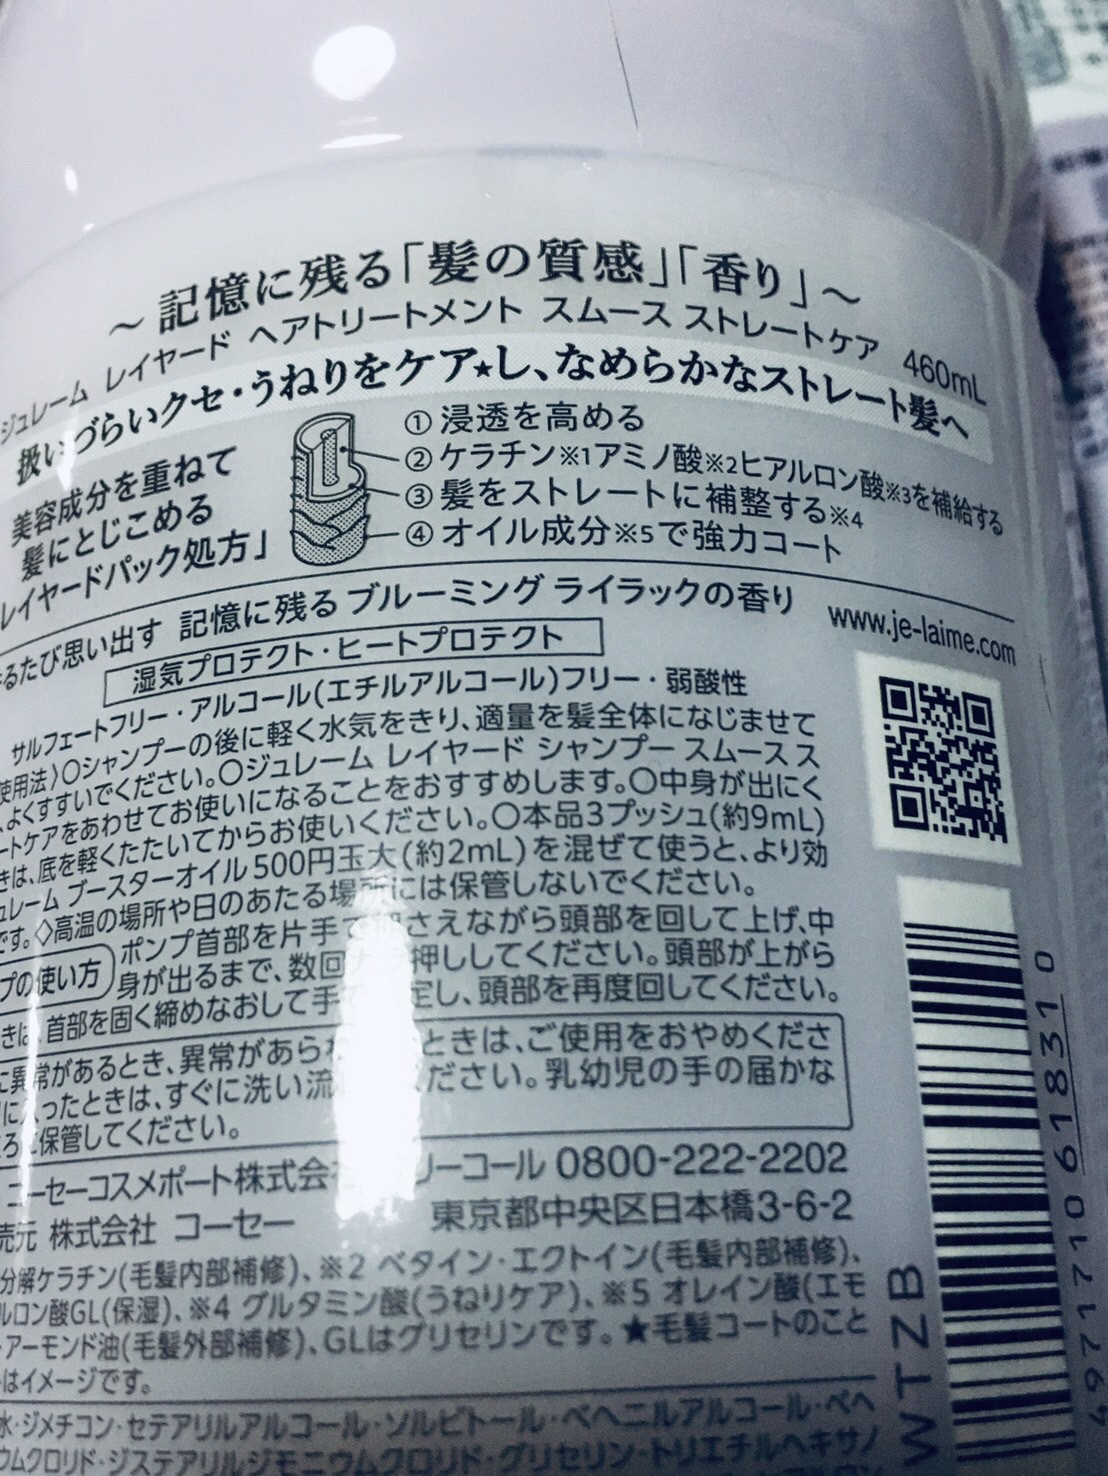 ～記憶に残る「髪の質感」「香り」～
ジュレーム レイヤード ヘアトリートメント スムース ストレートケア 460mL
扱いづらいクセ・うねりをケア★し、なめらかなストレート髪へ
美容成分を重ねて
髪にとじこめる
レイヤードパック処方」
①浸透を高める
②ケラチン※1アミノ酸※2ヒアルロン酸※3を補給する
③髪をストレートに補整する※4
④オイル成分※5で強力コート
るたび思い出す 記憶に残る ブルーミング ライラックの香り
www.je-laime.com
湿気プロテクト・ヒートプロテクト
サルフェートフリー・アルコール(エチルアルコール)フリー・弱酸性
使用法〉○シャンプーの後に軽く水気をきり、適量を髪全体になじませて
、よくすすいでください。○ジュレーム レイヤード シャンプー スムース ス
ートケアをあわせてお使いになることをおすすめします。○中身が出にく
きは、底を軽くたたいてからお使いください。○本品3プッシュ(約9mL)
ュレーム ブースターオイル500円玉大(約2mL)を混ぜて使うと、より効
です。◇高温の場所や日のあたる場所には保管しないでください。
プの使い方
ポンプ首部を片手で押さえながら頭部を回して上げ、中
身が出るまで、数回 押ししてください。頭部が上がら
きは、首部を固く締めなおして手で 定し、頭部を再度回してください。
に異常があるとき、異常があら ときは、ご使用をおやめくださ
に入ったときは、すぐに洗い流 ください。乳幼児の手の届かな
ろに保管してください。
コーセーコスメポート株式会 リーコール 0800-222-2202
売元 株式会社 コーセー 東京都中央区日本橋3-6-2
分解ケラチン(毛髪内部補修)、※2 ベタイン・エクトイン(毛髪内部補修)、
ルロン酸GL(保湿)、※4 グルタミン酸(うねりケア)、※5 オレイン酸(エモ
・アーモンド油(毛髪外部補修)、GLはグリセリンです。★毛髪コートのこと
はイメージです。
水・ジメチコン・セテアリルアルコール・ソルビトール・ベヘニルアルコール・ベヘ
ウムクロリド・ジステアリルジモニウムクロリド・グリセリン・トリエチルヘキサノ
WTZB
4971710618310